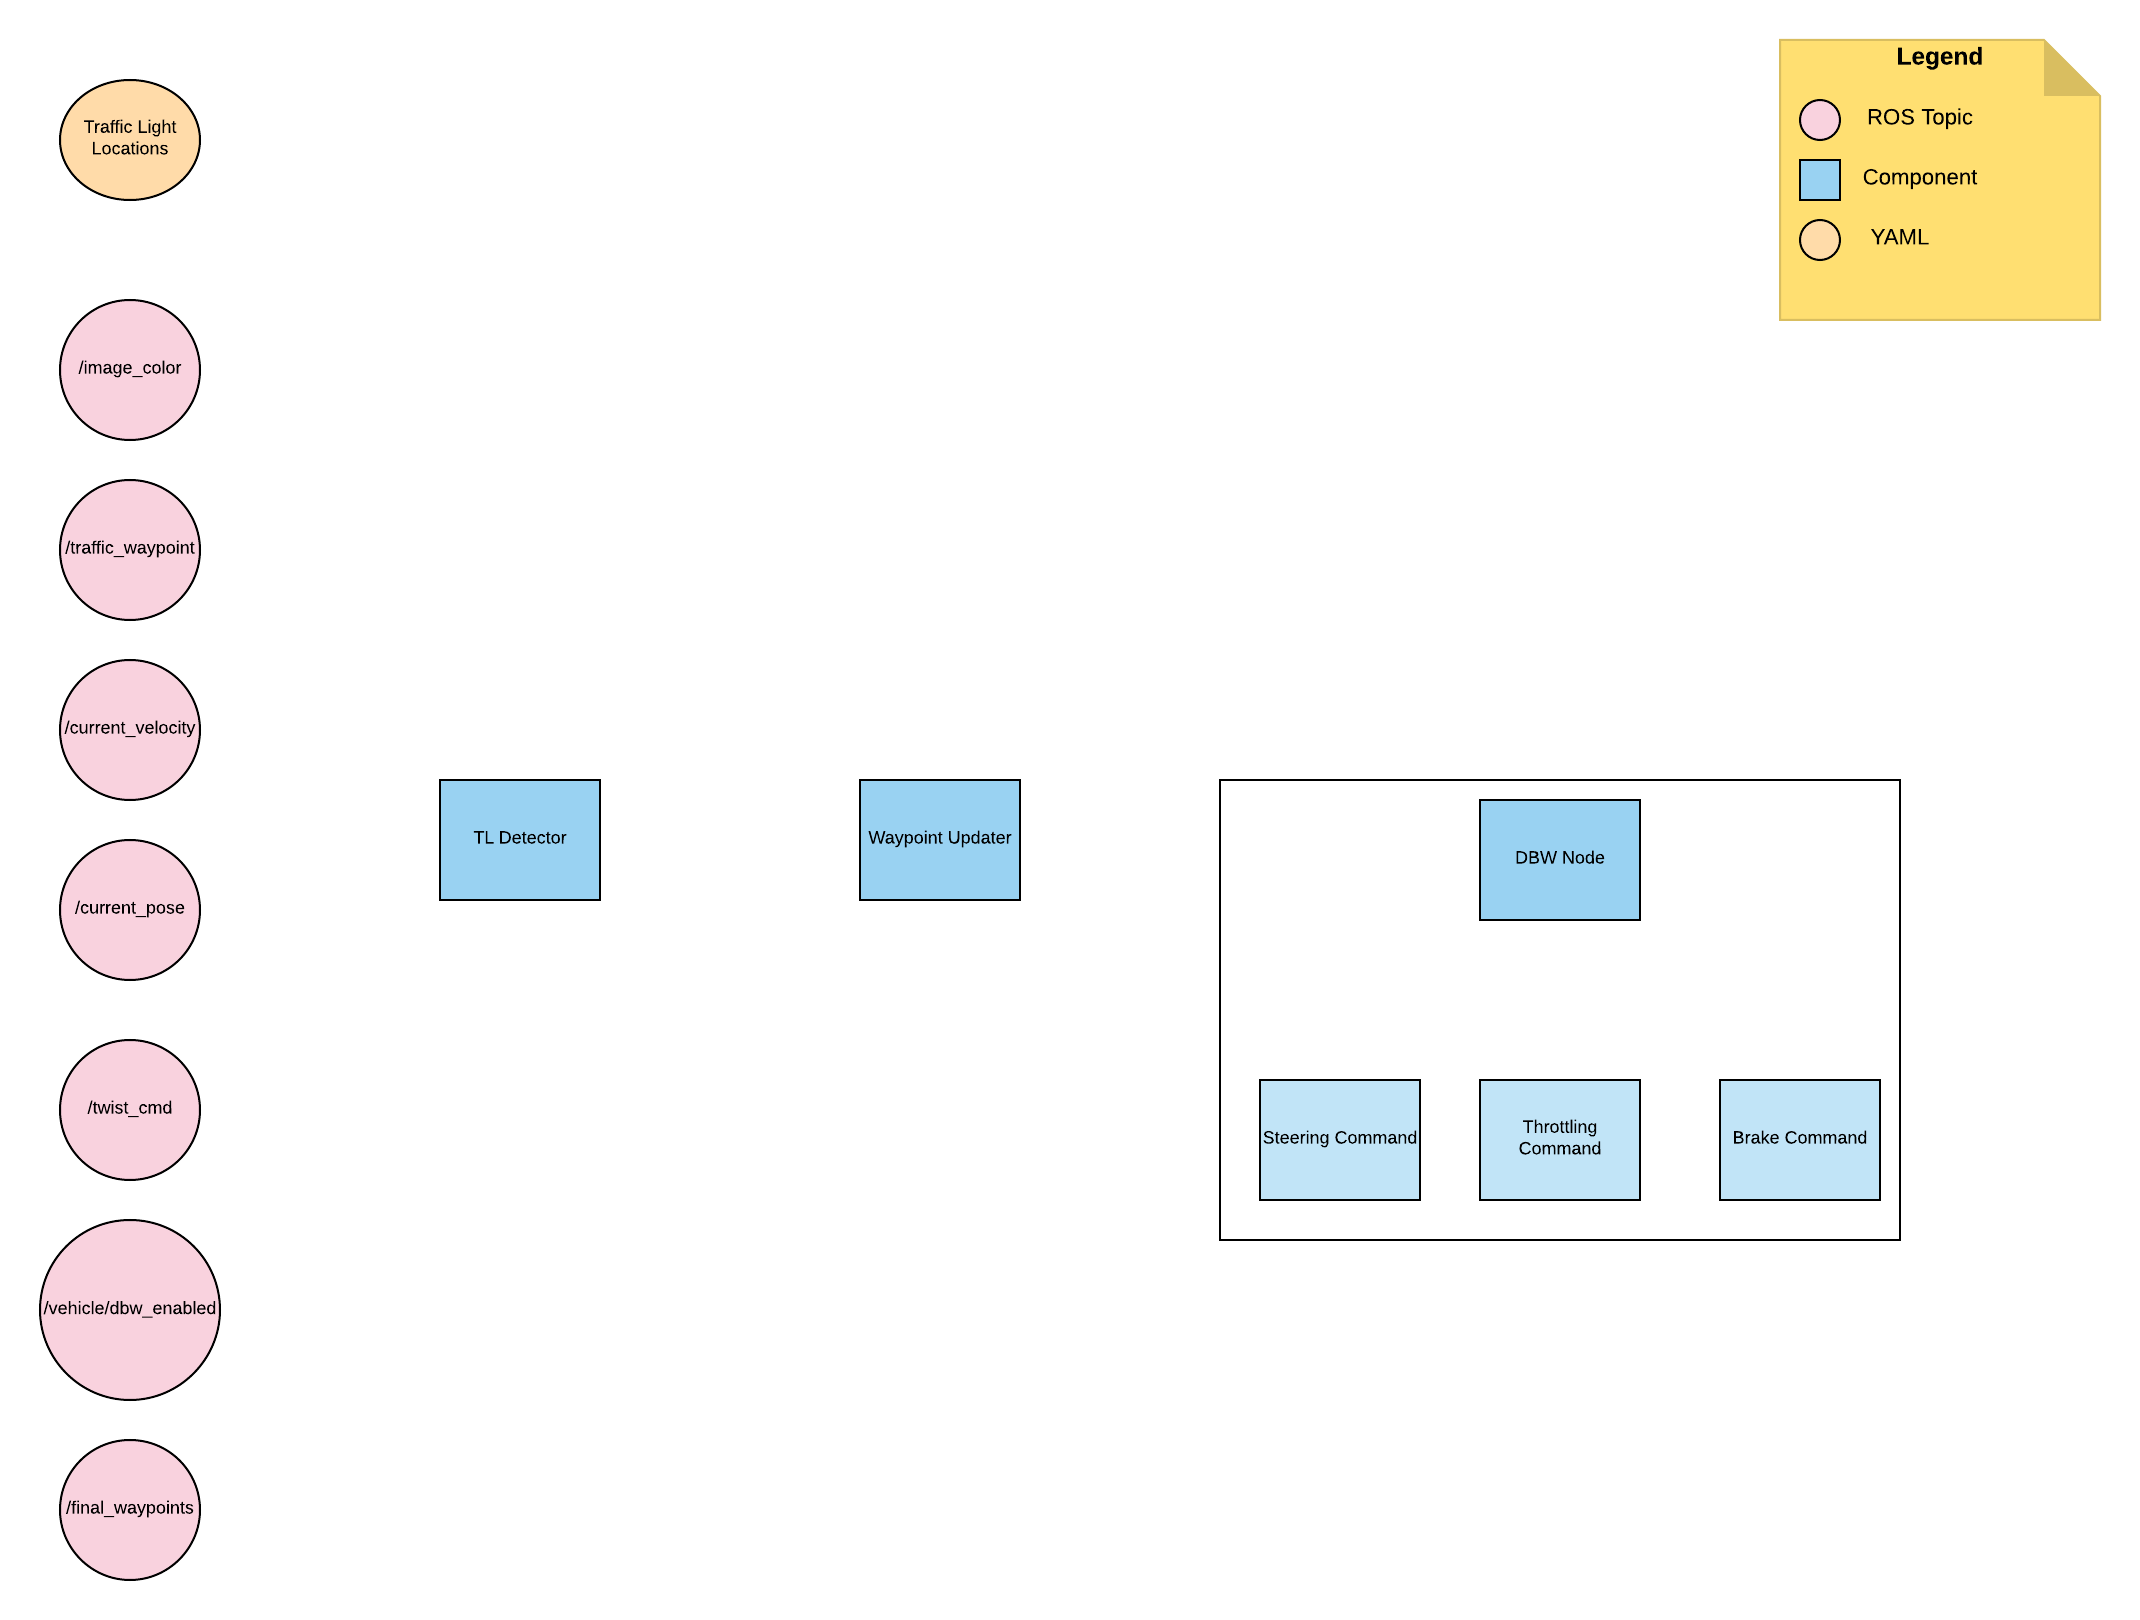 Legend
ROS Topic
Component
YAML
Traffic Light
Locations
/image_color
/traffic_waypoint
/current_velocity
/current_pose
/twist_cmd
/vehicle/dbw_enabled
/final_waypoints
TL Detector
Waypoint Updater
DBW Node
Steering Command
Throttling
Command
Brake Command